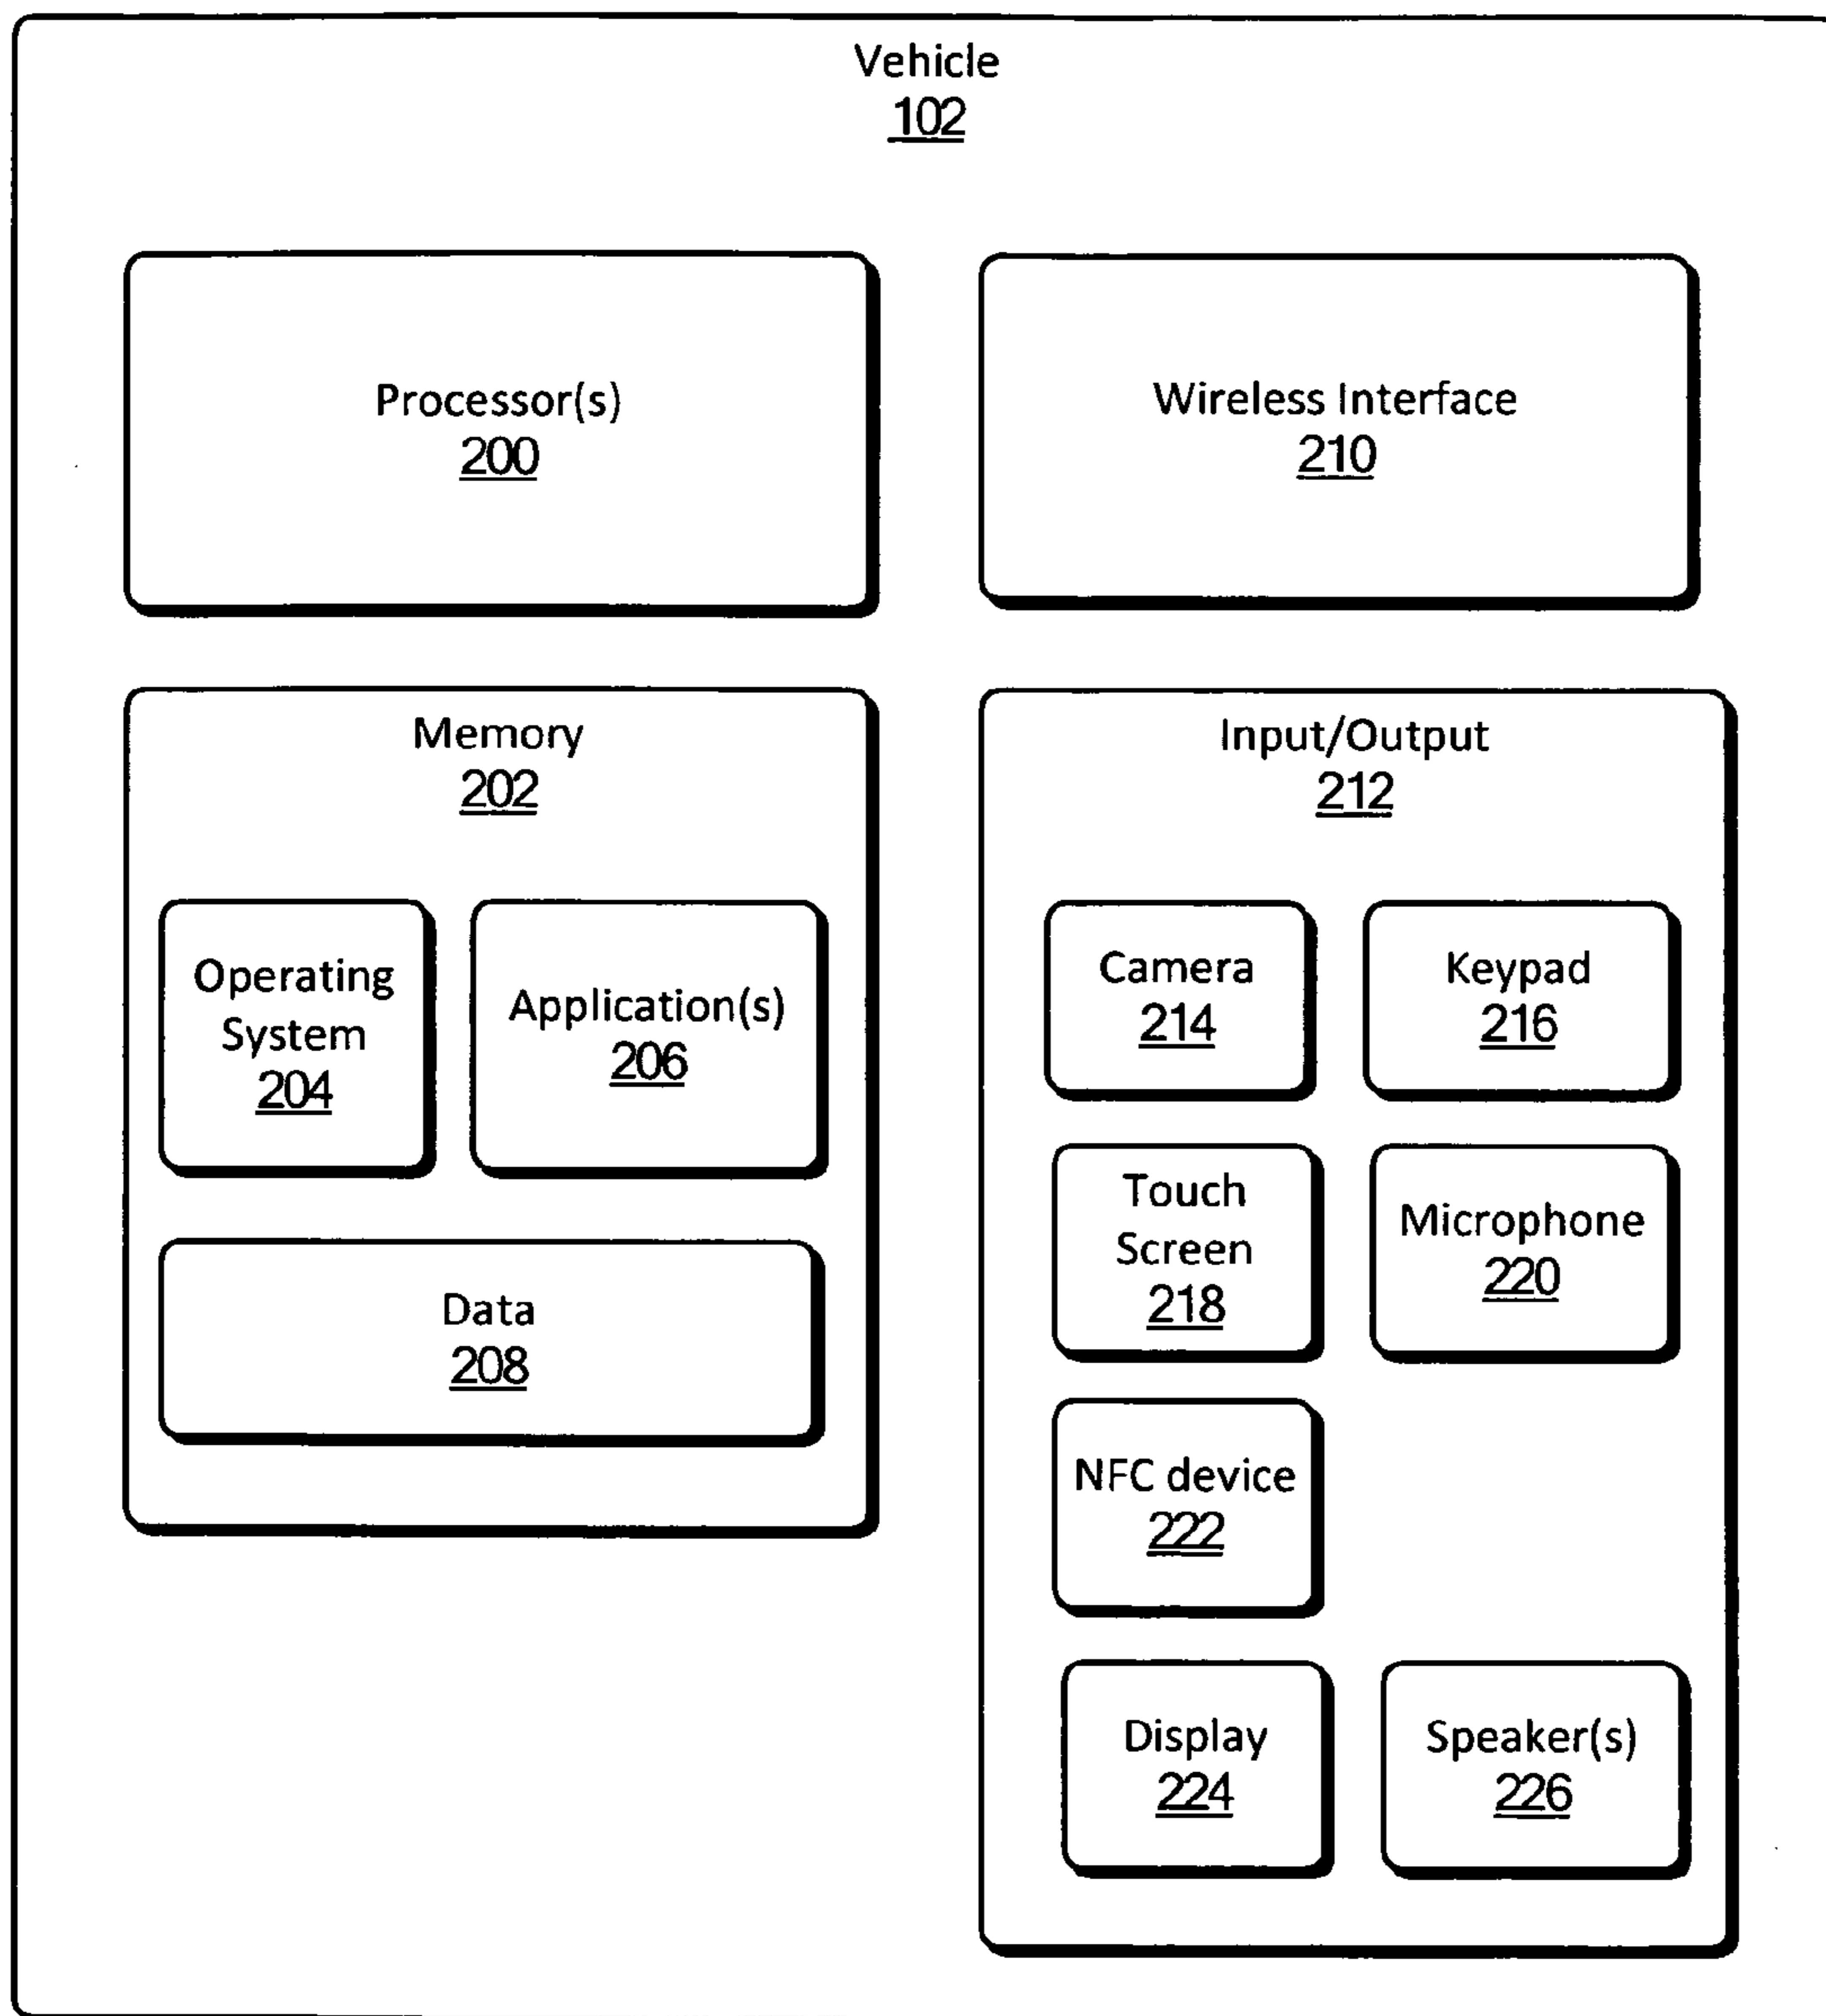 Vehicle
102
Processor(s)
200
Wireless Interface
210
Memory
202
Operating
System
204
Application(s)
206
Data
208
Input/Output
212
Camera
214
Keypad
216
Touch
Screen
218
Microphone
220
NFC device
222
Display
224
Speaker(s)
226